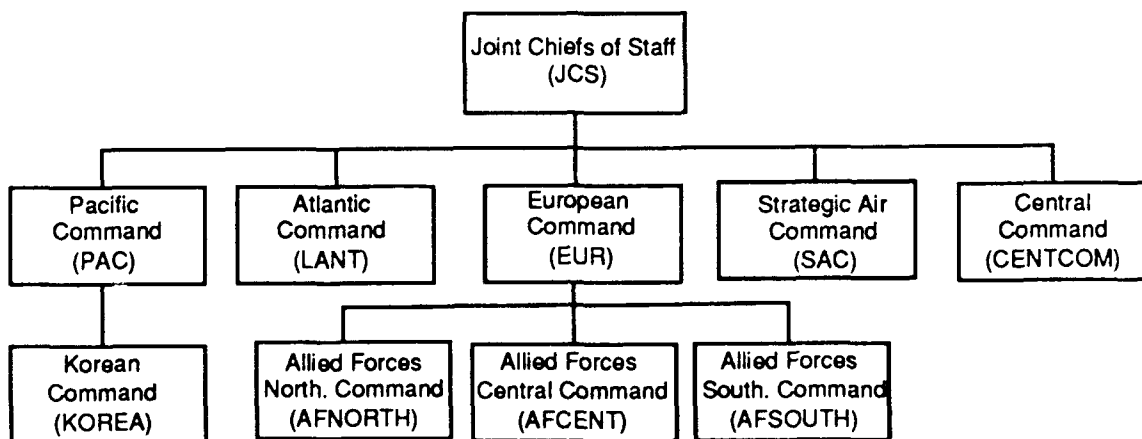 Joint Chiefs of Staff
(JCS)
Pacific
Command
(PAC)
Atlantic
Command
(LANT)
European
Command
(EUR)
Strategic Air
Command
(SAC)
Central
Command
(CENTCOM)
Korean
Command
(KOREA)
Allied Forces
North. Command
(AFNORTH)
Allied Forces
Central Command
(AFCENT)
Allied Forces
South. Command
(AFSOUTH)